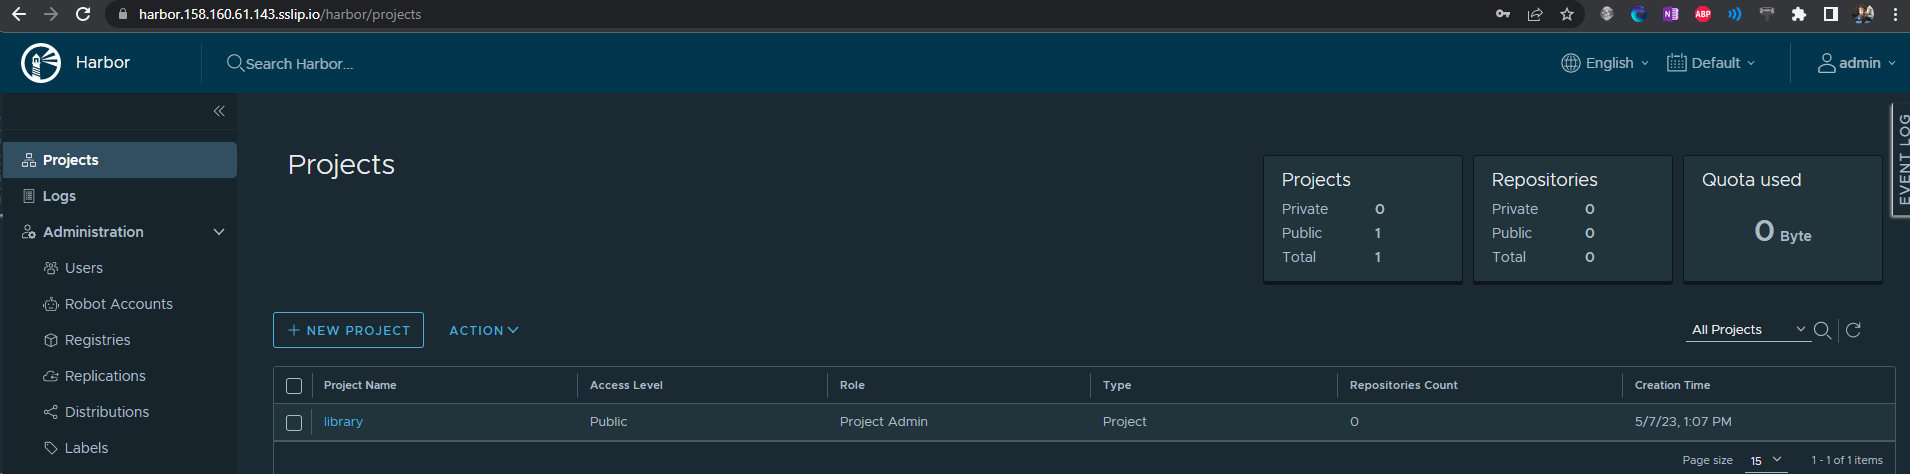 harbor.158.160.61.143.sslip.io/harbor/projects
ABP
Harbor
Search Harbor...
English
Default
admin
EVENT LOG
Projects
Logs
Administration
Users
Robot Accounts
Registries
Replications
Distributions
Labels
Projects
Projects
Private 0
Public 1
Total 1
Repositories
Private 0
Public 0
Total 0
Quota used
0 Byte
+ NEW PROJECT
ACTION
All Projects
Project Name Access Level Role Type Repositories Count Creation Time
library Public Project Admin Project 0 5/7/23, 1:07 PM
Page size 15 1 - 1 of 1 items